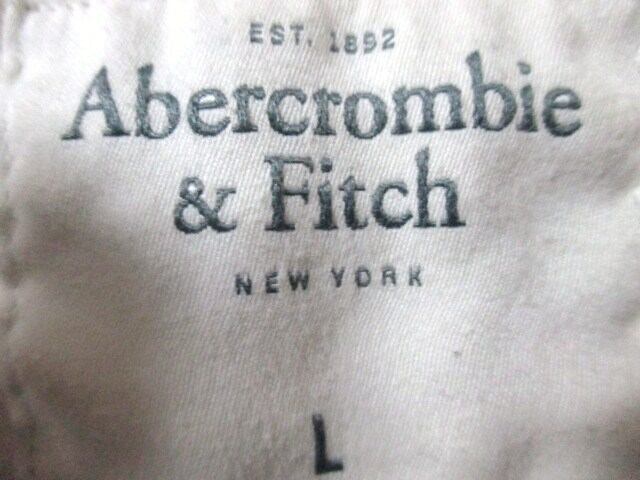 EST. 1892
Abercrombie
& Fitch
NEW YORK
L